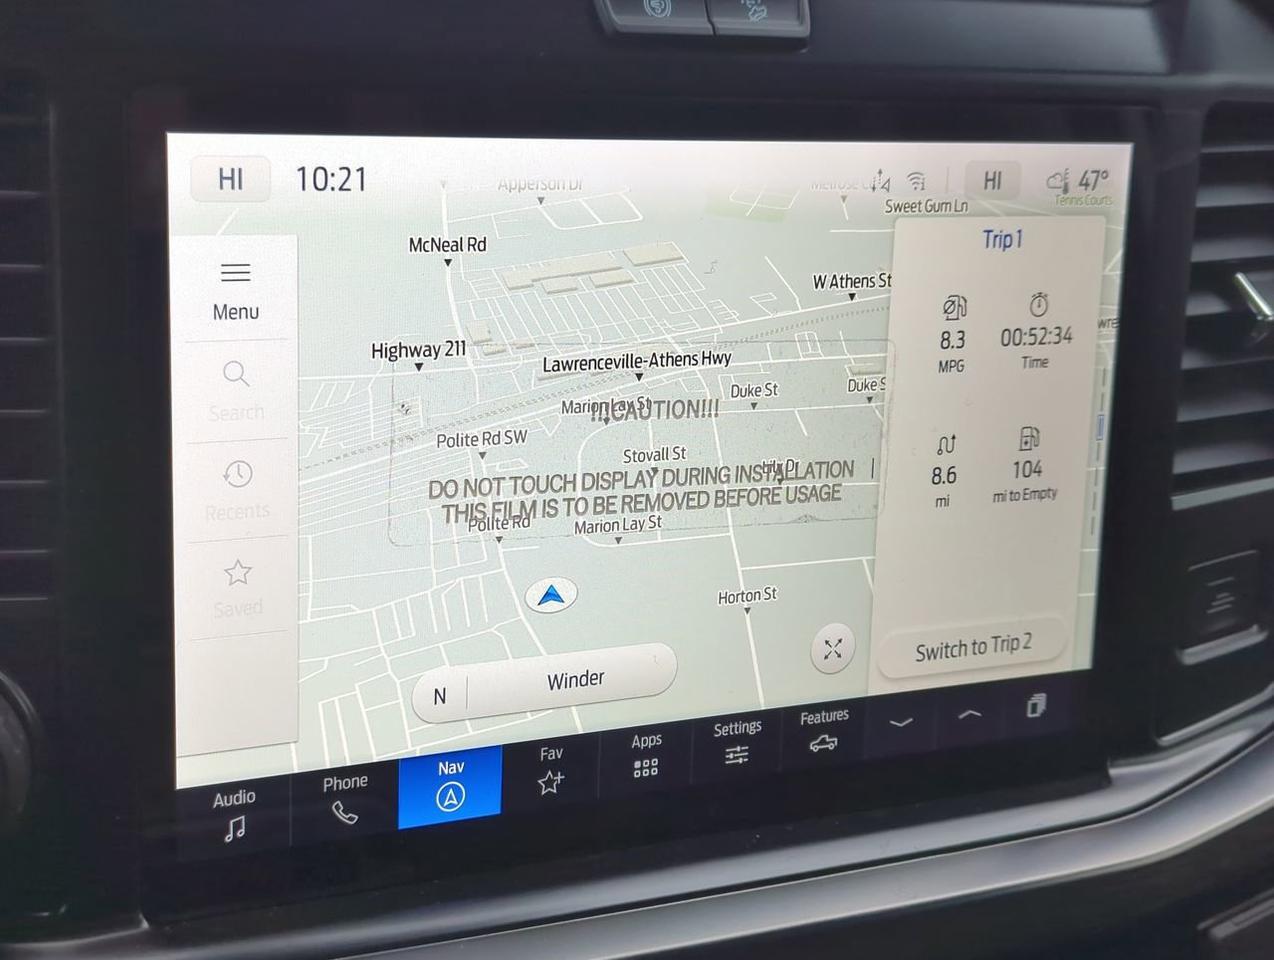 HI
10:21
Apperson Dr
HI
47°
Sweet Gum Ln
Tennis Courts
McNeal Rd
Trip 1
Menu
W Athens St
8.3
MPG
00:52:34
Time
Highway 211
Lawrenceville-Athens Hwy
Search
Duke St
Duke S
Marion Lay St
!!!CAUTION!!!
Polite Rd SW
Stovall St
8.6
mi
104
mi to Empty
Recents
DO NOT TOUCH DISPLAY DURING INSTALLATION
THIS FILM IS TO BE REMOVED BEFORE USAGE
Polite Rd
Marion Lay St
Saved
Horton St
Switch to Trip 2
N
Winder
Audio
Phone
Nav
Fav
Apps
Settings
Features